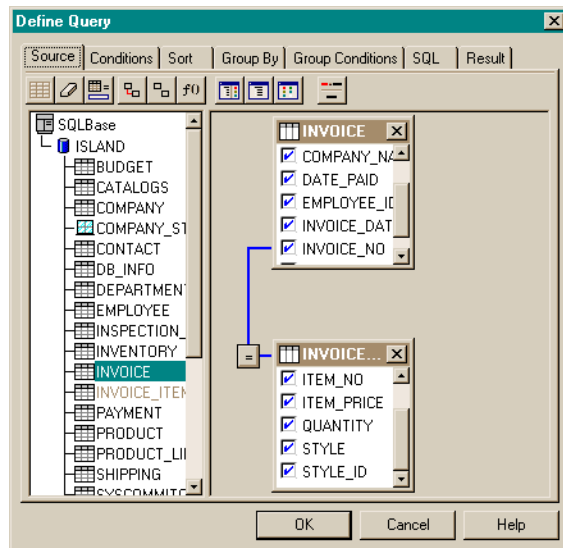 Define Query
Source Conditions Sort Group By Group Conditions SQL Result
f()
SQLBase
ISLAND
BUDGET
CATALOGS
COMPANY
COMPANY_ST
CONTACT
DB_INFO
DEPARTMEN
EMPLOYEE
INSPECTION_
INVENTORY
INVOICE
INVOICE_ITEM
PAYMENT
PRODUCT
PRODUCT_LI
SHIPPING
INVOICE
COMPANY_NA
DATE_PAID
EMPLOYEE_ID
INVOICE_DAT
INVOICE_NO
=
INVOICE...
ITEM_NO
ITEM_PRICE
QUANTITY
STYLE
STYLE_ID
OK Cancel Help